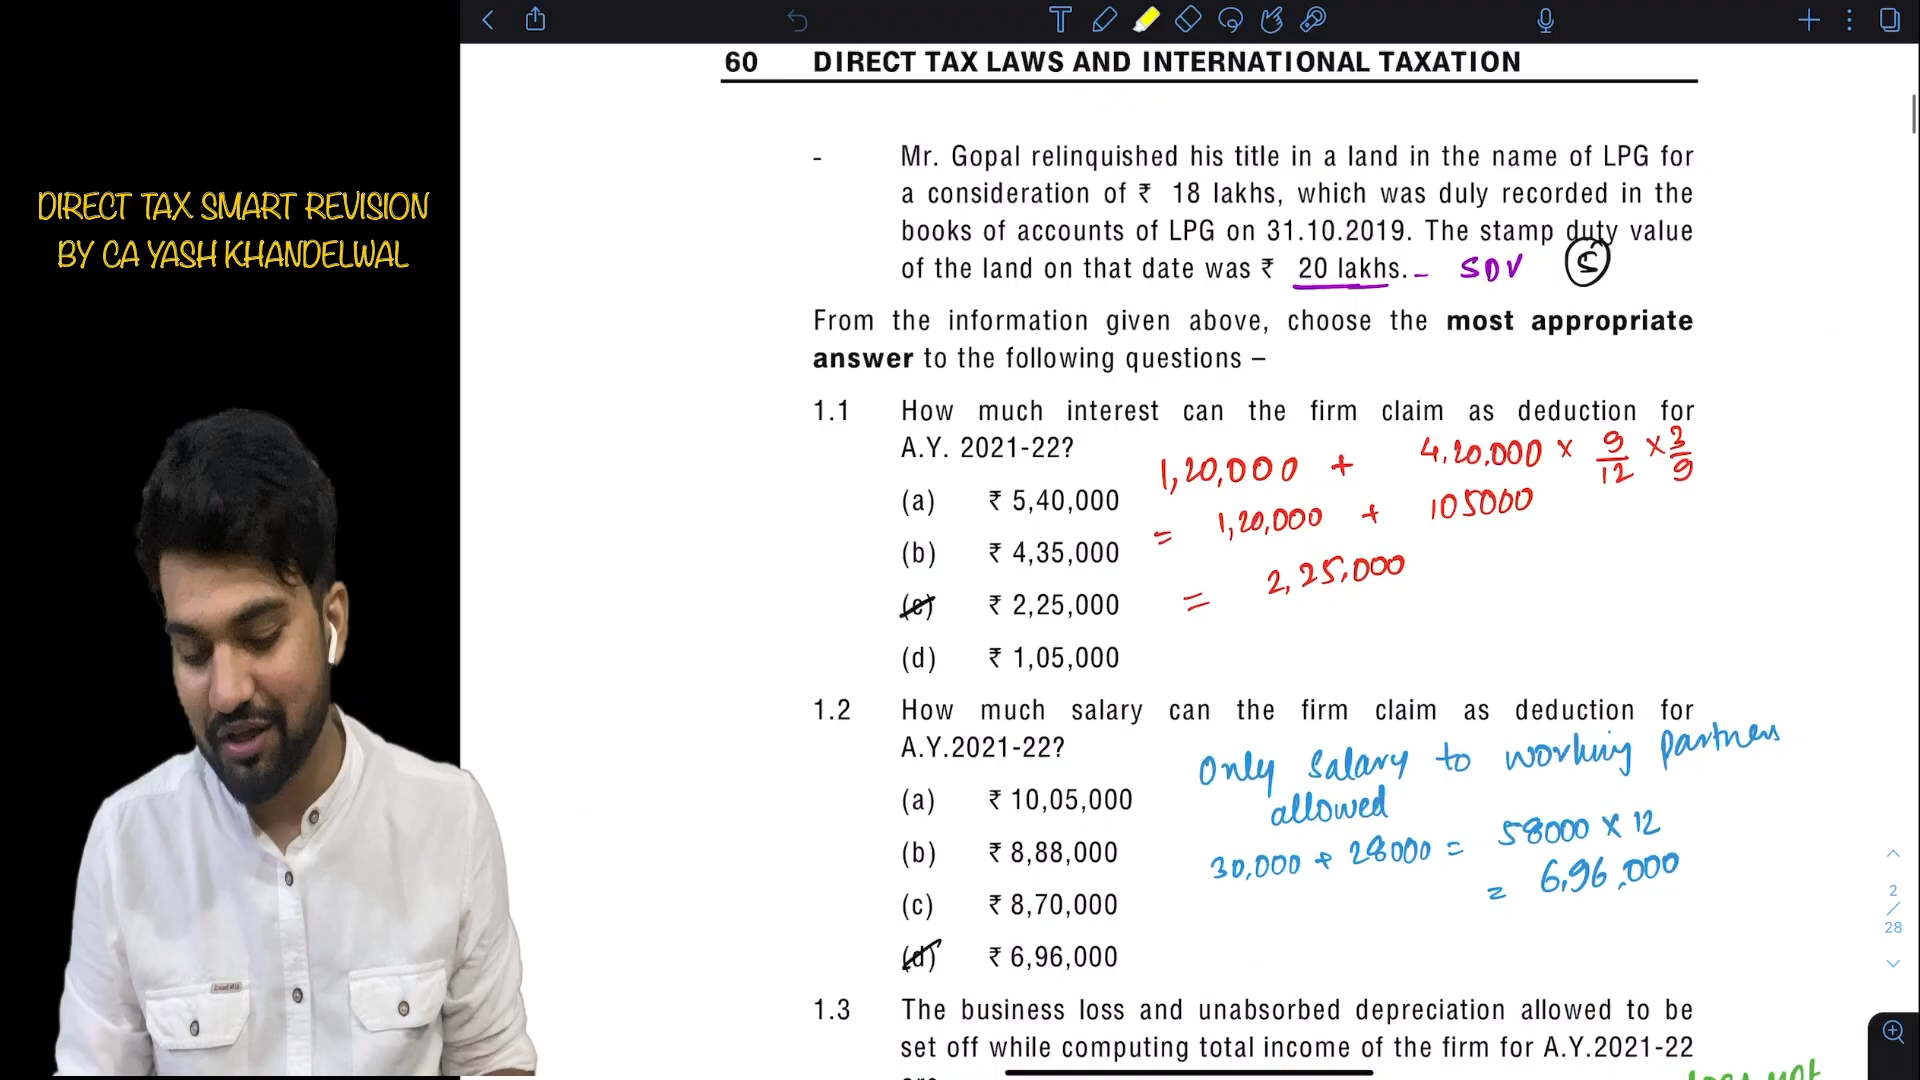 DIRECT TAX SMART REVISION
BY CA YASH KHANDELWAL
60 DIRECT TAX LAWS AND INTERNATIONAL TAXATION
- Mr. Gopal relinquished his title in a land in the name of LPG for
a consideration of ₹ 18 lakhs, which was duly recorded in the
books of accounts of LPG on 31.10.2019. The stamp duty value
of the land on that date was ₹ 20 lakhs. - SDV S
From the information given above, choose the most appropriate
answer to the following questions –
1.1 How much interest can the firm claim as deduction for
A.Y. 2021-22?
1,20,000 + 4,20,000 × 9/12 × 3/9
(a) ₹ 5,40,000
= 1,20,000 + 105000
(b) ₹ 4,35,000
= 2,25,000
(c) ₹ 2,25,000
(d) ₹ 1,05,000
1.2 How much salary can the firm claim as deduction for
A.Y.2021-22?
Only Salary to working partners
allowed
(a) ₹ 10,05,000
30,000 + 28000 = 58000 × 12
(b) ₹ 8,88,000
= 6,96,000
(c) ₹ 8,70,000
(d) ₹ 6,96,000
1.3 The business loss and unabsorbed depreciation allowed to be
set off while computing total income of the firm for A.Y.2021-22
2
/
28